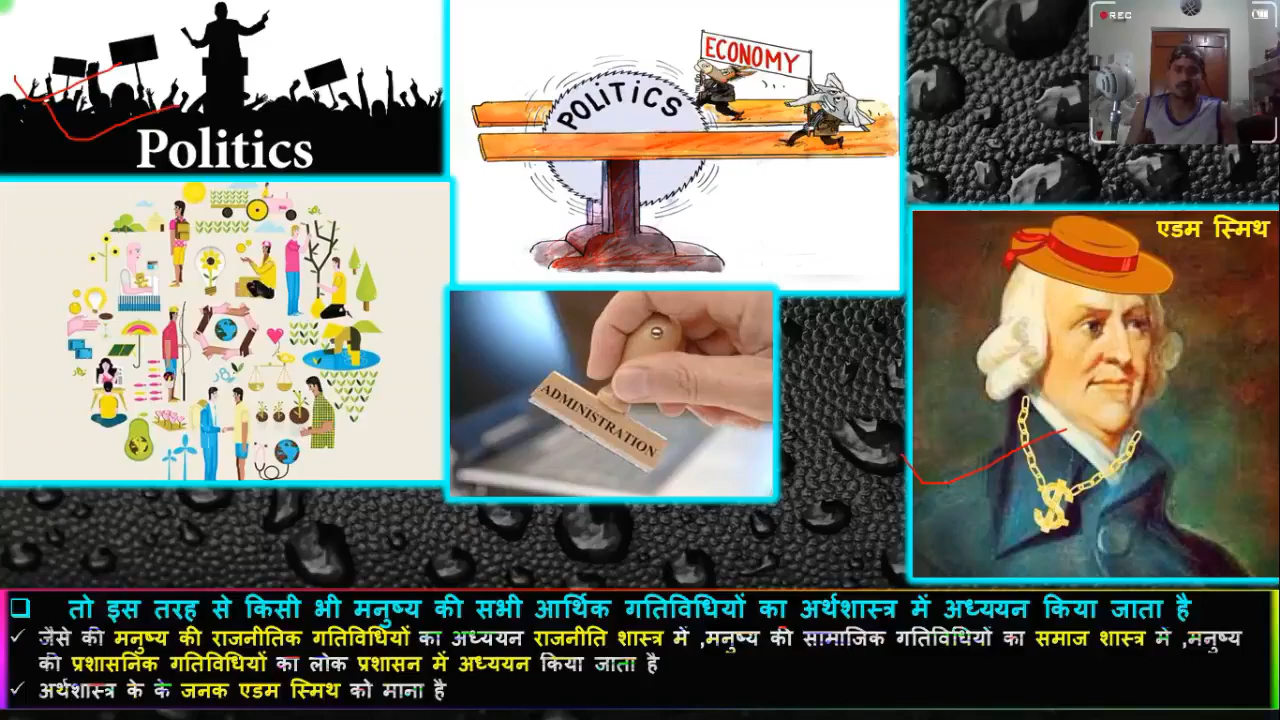 REC
ECONOMY
POLITICS
Politics
एडम स्मिथ
ADMINISTRATION
तो इस तरह से किसी भी मनुष्य की सभी आर्थिक गतिविधियों का अर्थशास्त्र में अध्ययन किया जाता है
जैसे की मनुष्य की राजनीतिक गतिविधियों का अध्ययन राजनीति शास्त्र में ,मनुष्य की सामाजिक गतिविधियों का समाज शास्त्र में ,मनुष्य
की प्रशासनिक गतिविधियों का लोक प्रशासन में अध्ययन किया जाता है
अर्थशास्त्र के के जनक एडम स्मिथ को माना है